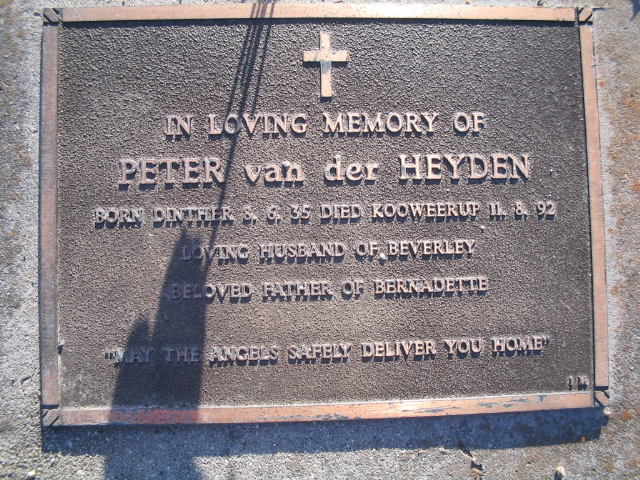 IN LOVING MEMORY OF
PETER van der HEYDEN
BORN DINTHER 8. 6. 35 DIED KOOWEERUP 11. 8. 92
LOVING HUSBAND OF BEVERLEY
BELOVED FATHER OF BERNADETTE
"MAY THE ANGELS SAFELY DELIVER YOU HOME"